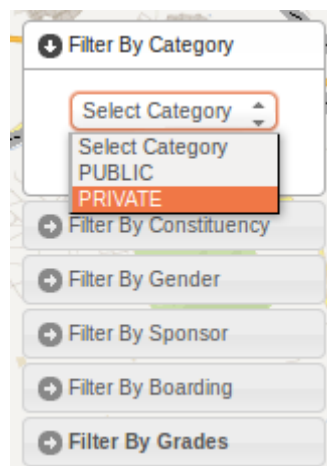 Filter By Category
Select Category
Select Category
PUBLIC
PRIVATE
Filter By Constituency
Filter By Gender
Filter By Sponsor
Filter By Boarding
Filter By Grades